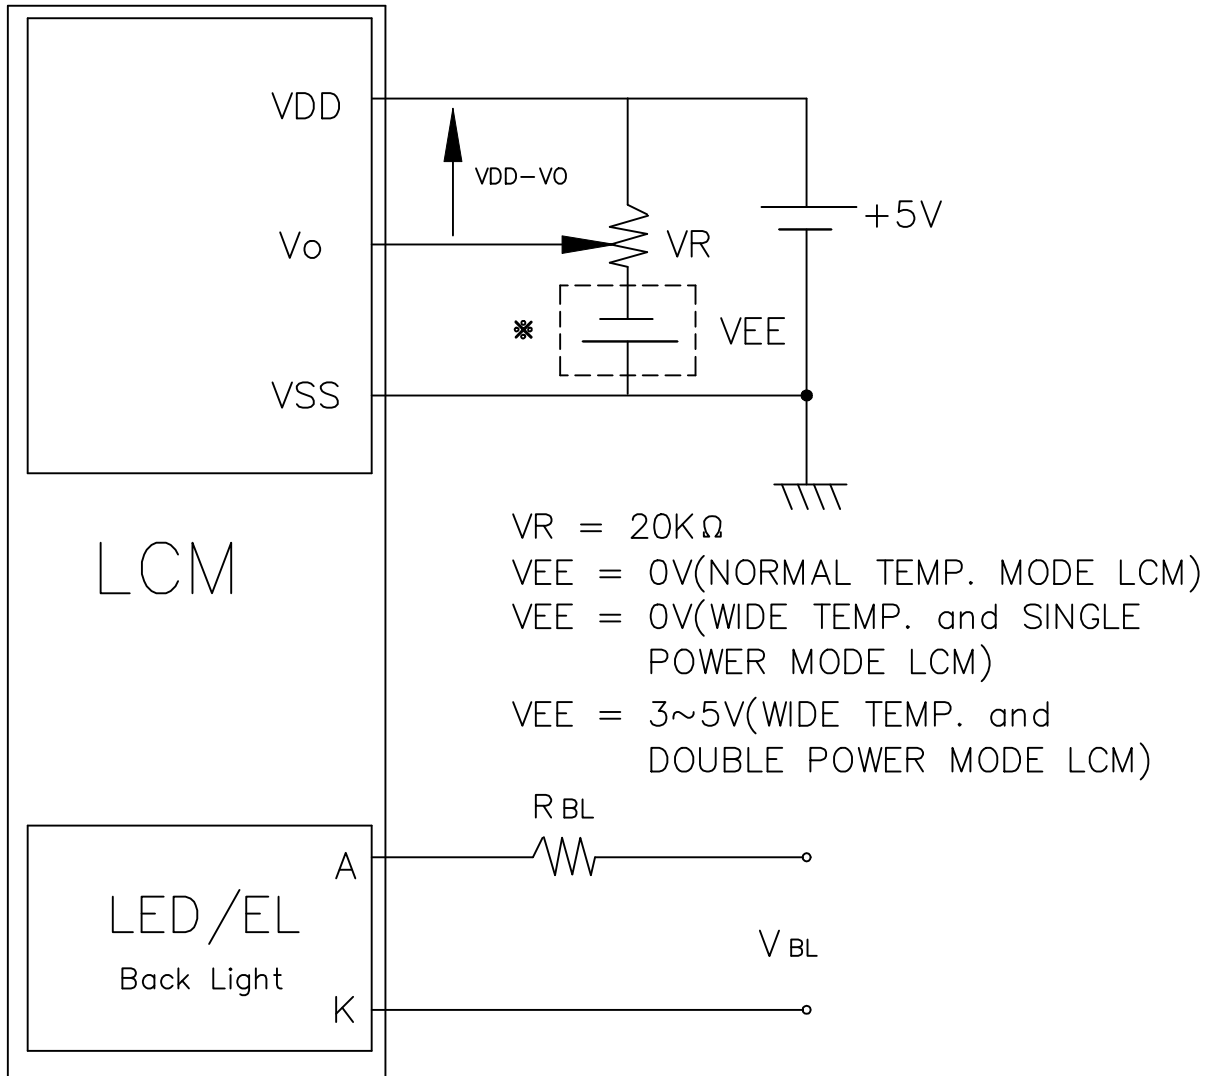 VDD
VDD-VO
+5V
Vo
VR
※
VEE
VSS
VR = 20KΩ
LCM
VEE = 0V(NORMAL TEMP. MODE LCM)
VEE = 0V(WIDE TEMP. and SINGLE
POWER MODE LCM)
VEE = 3~5V(WIDE TEMP. and
DOUBLE POWER MODE LCM)
R BL
A
LED/EL
Back Light
V BL
K